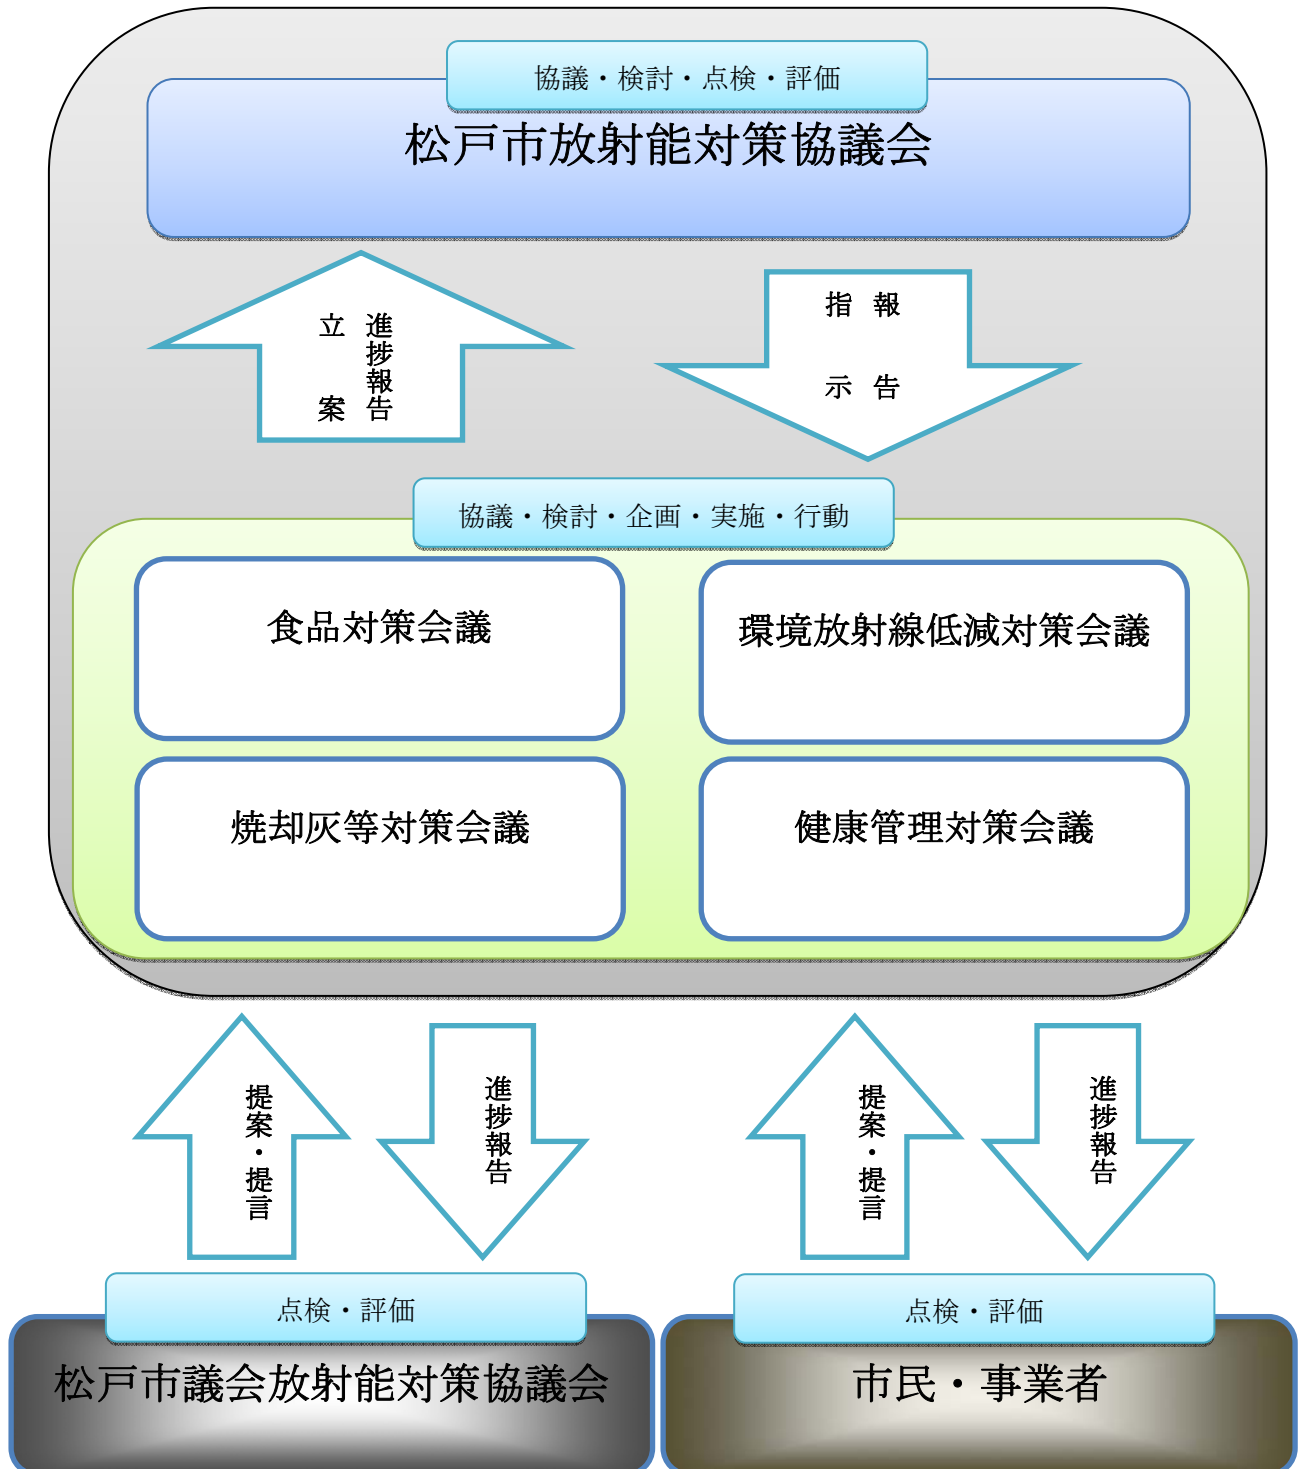 協議・検討・点検・評価
松戸市放射能対策協議会
進捗報告
立案
報告
指示
協議・検討・企画・実施・行動
食品対策会議
環境放射線低減対策会議
焼却灰等対策会議
健康管理対策会議
提案・提言
進捗報告
提案・提言
進捗報告
点検・評価
松戸市議会放射能対策協議会
点検・評価
市民・事業者